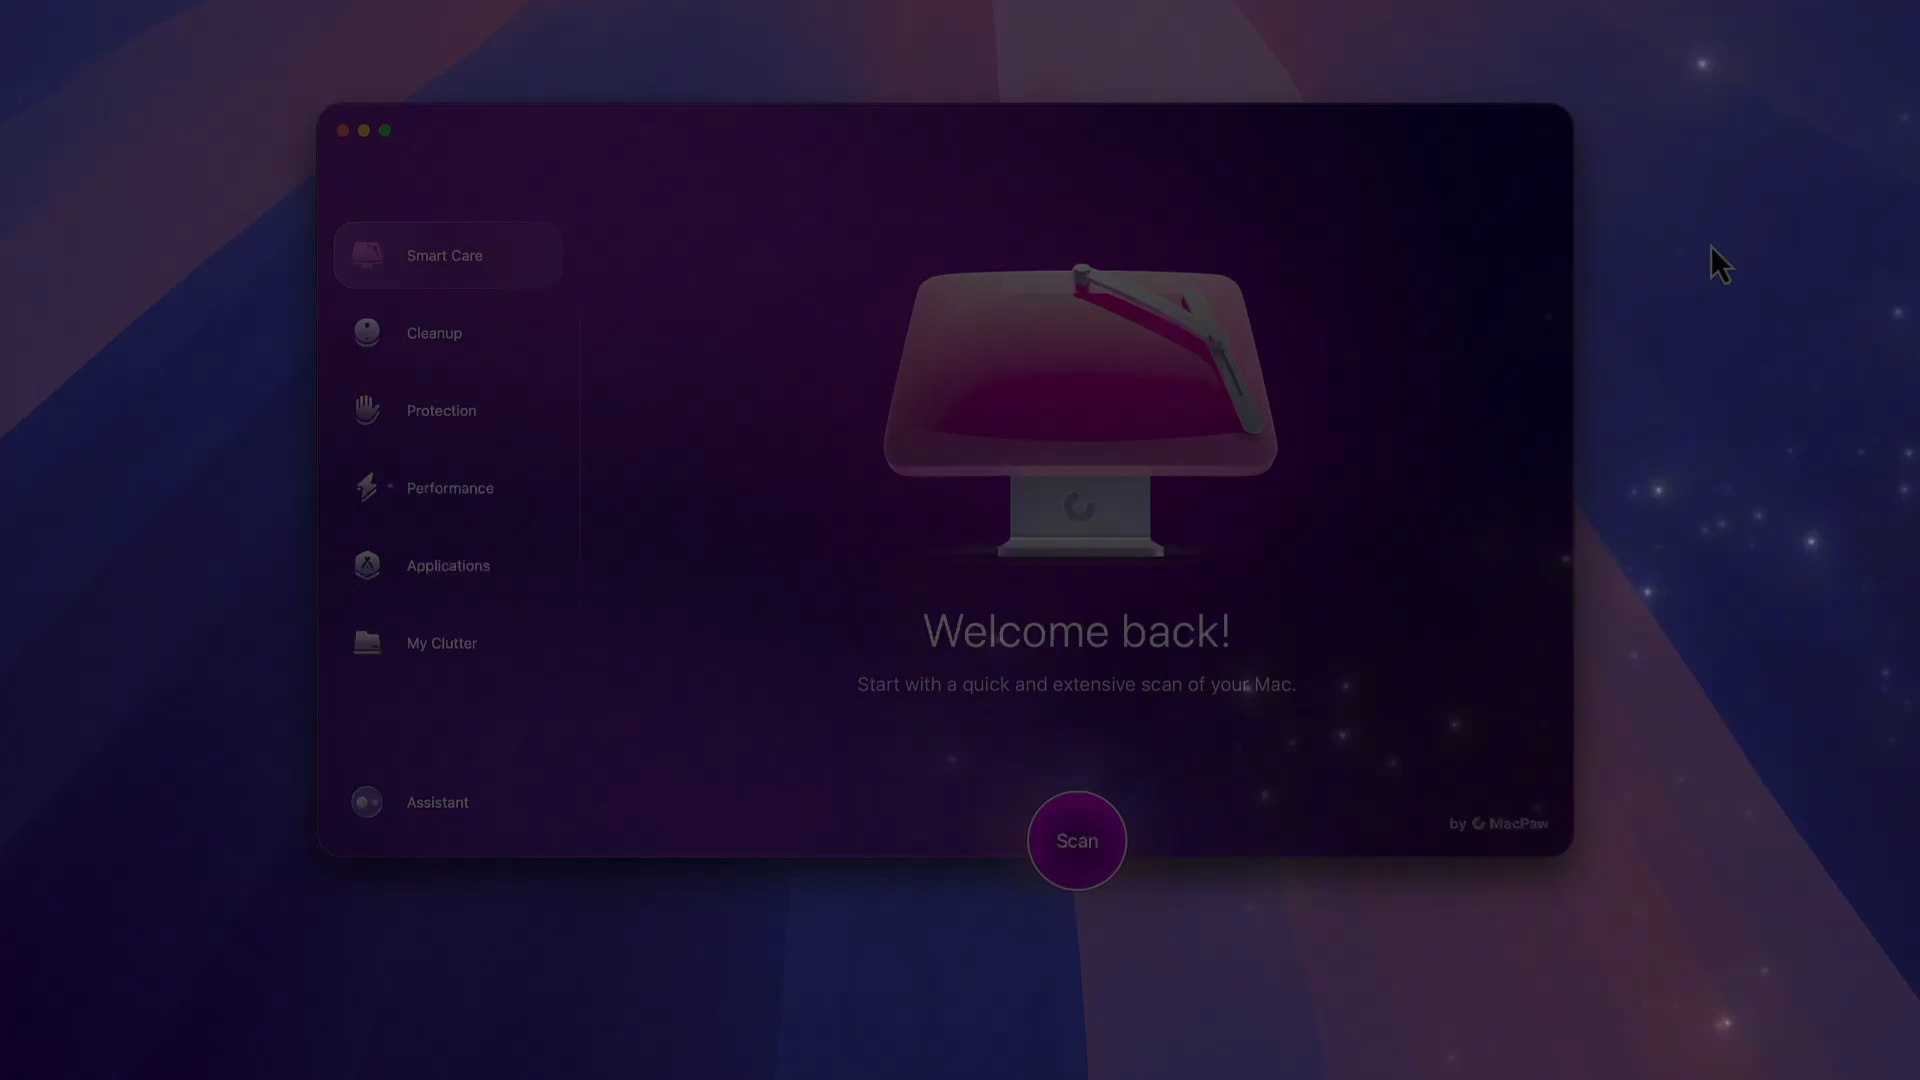 Smart Care
Cleanup
Protection
Performance
Applications
My Clutter
Assistant
Welcome back!
Start with a quick and extensive scan of your Mac.
Scan
by MacPaw